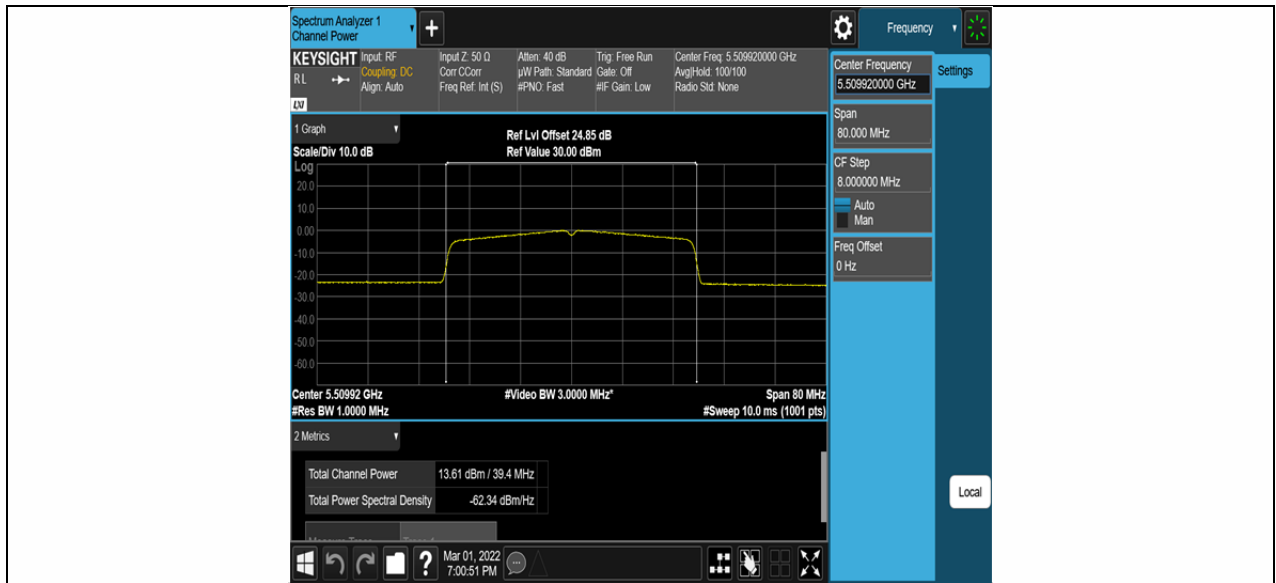 Spectrum Analyzer 1
Channel Power
+
Frequency
KEYSIGHT
RL
LXI
Input: RF
Coupling: DC
Align: Auto
Input Z: 50 Ω
Corr CCorr
Freq Ref: Int (S)
Atten: 40 dB
µW Path: Standard
#PNO: Fast
Trig: Free Run
Gate: Off
#IF Gain: Low
Center Freq: 5.509920000 GHz
Avg|Hold: 100/100
Radio Std: None
Center Frequency
5.509920000 GHz
Settings
Span
80.000 MHz
CF Step
8.000000 MHz
Auto
Man
Freq Offset
0 Hz
Local
1 Graph
Scale/Div 10.0 dB
Ref Lvl Offset 24.85 dB
Ref Value 30.00 dBm
Log
20.0
10.0
0.00
-10.0
-20.0
-30.0
-40.0
-50.0
-60.0
Center 5.50992 GHz
#Video BW 3.0000 MHz*
Span 80 MHz
#Res BW 1.0000 MHz
#Sweep 10.0 ms (1001 pts)
2 Metrics
Total Channel Power 13.61 dBm / 39.4 MHz
Total Power Spectral Density -62.34 dBm/Hz
?
Mar 01, 2022
7:00:51 PM